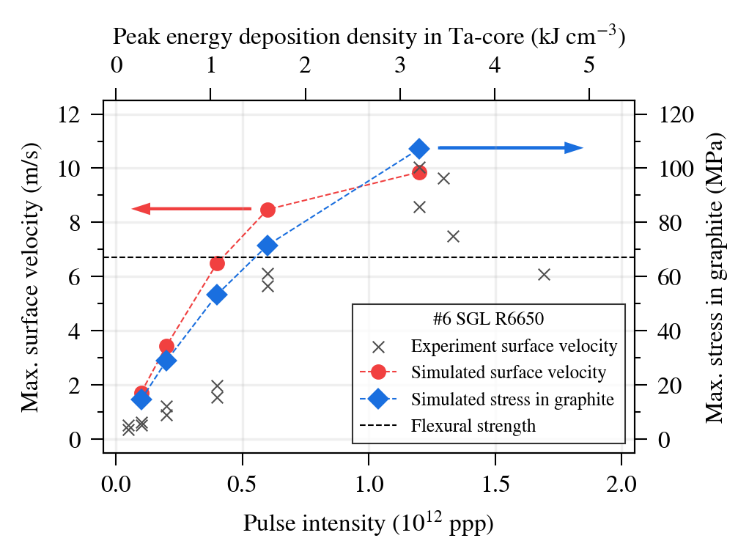 Peak energy deposition density in Ta-core (kJ cm⁻³)
0 1 2 3 4 5
Max. surface velocity (m/s)
12
10
8
6
4
2
0
120
100
80
60
40
20
0
Max. stress in graphite (MPa)
#6 SGL R6650
Experiment surface velocity
Simulated surface velocity
Simulated stress in graphite
Flexural strength
0.0 0.5 1.0 1.5 2.0
Pulse intensity (10¹² ppp)